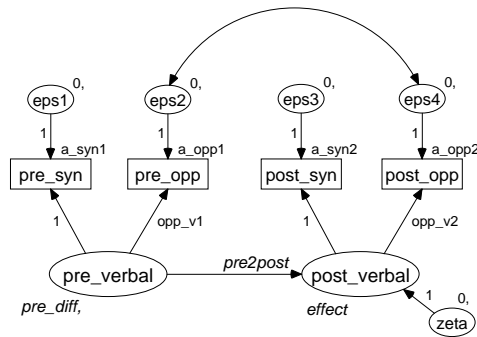 0,
0,
0,
0,
eps1
eps2
eps3
eps4
1
1
1
1
a_syn1
a_opp1
a_syn2
a_opp2
pre_syn
pre_opp
post_syn
post_opp
1
opp_v1
1
opp_v2
pre_verbal
pre2post
post_verbal
pre_diff,
effect
1
0,
zeta